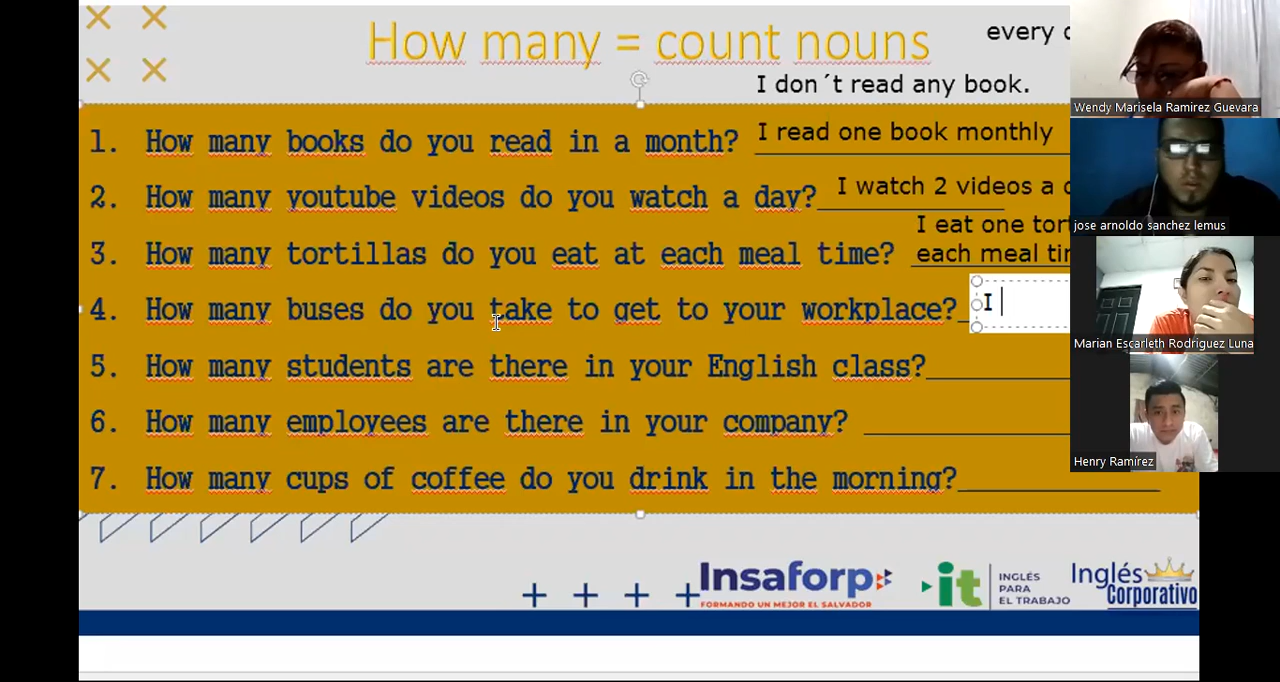 How many = count nouns
every
I don´t read any book.
1. How many books do you read in a month? I read one book monthly
2. How many youtube videos do you watch a day? I watch 2 videos a
3. How many tortillas do you eat at each meal time? I eat one
each meal
4. How many buses do you take to get to your workplace? I
5. How many students are there in your English class?
6. How many employees are there in your company?
7. How many cups of coffee do you drink in the morning?
Insaforp
FORMANDO UN MEJOR EL SALVADOR
it
INGLÉS
PARA
EL TRABAJO
Inglés
Corporativo
Wendy Marisela Ramirez Guevara
jose arnoldo sanchez lemus
Marian Escarleth Rodriguez Luna
Henry Ramírez